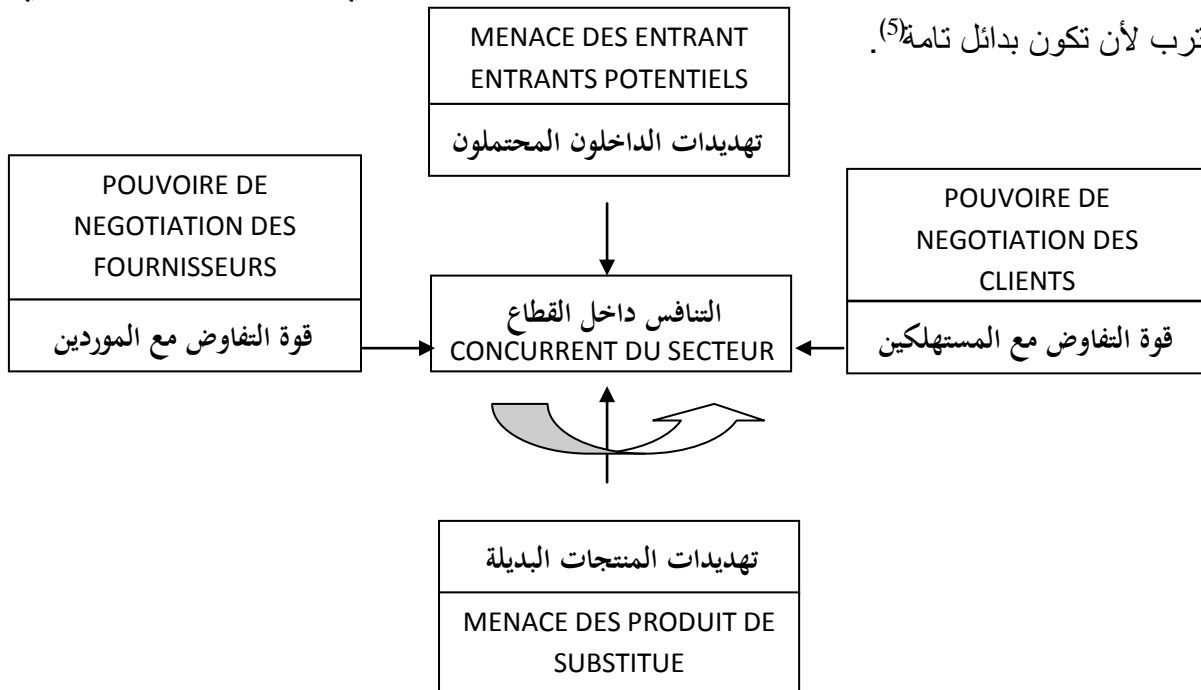 ترب لأن تكون بدائل تامة(5).
MENACE DES ENTRANT
ENTRANTS POTENTIELS
تهديدات الداخلون المحتملون
POUVOIRE DE
NEGOTIATION DES
FOURNISSEURS
قوة التفاوض مع الموردين
التنافس داخل القطاع
CONCURRENT DU SECTEUR
POUVOIRE DE
NEGOTIATION DES
CLIENTS
قوة التفاوض مع المستهلكين
تهديدات المنتجات البديلة
MENACE DES PRODUIT DE
SUBSTITUE